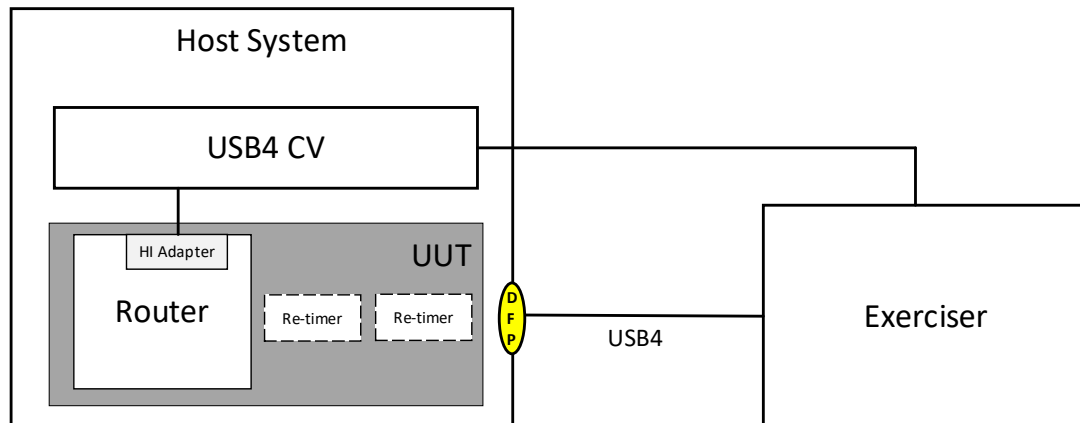 Host System
USB4 CV
HI Adapter
UUT
Router
Re-timer
Re-timer
D
F
P
USB4
Exerciser